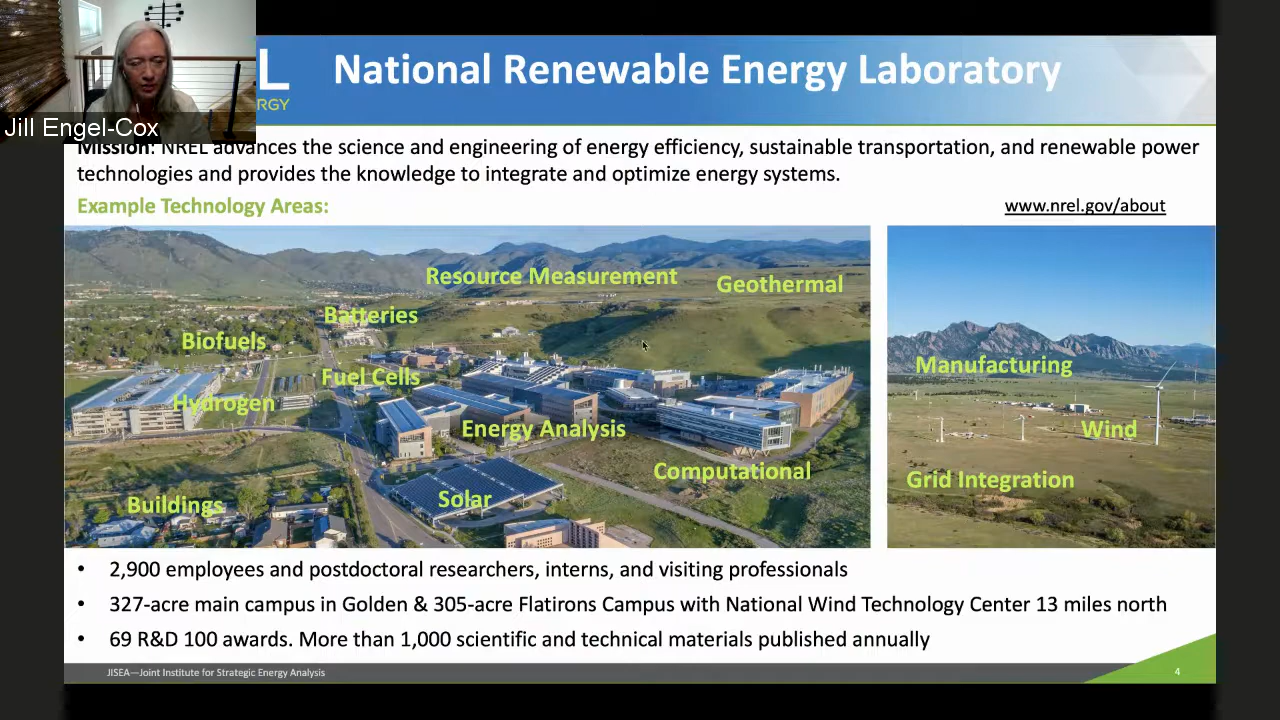 L
National Renewable Energy Laboratory
RGY
Jill Engel-Cox
Mission: NREL advances the science and engineering of energy efficiency, sustainable transportation, and renewable power
technologies and provides the knowledge to integrate and optimize energy systems.
Example Technology Areas:
www.nrel.gov/about
Resource Measurement
Geothermal
Batteries
Biofuels
Fuel Cells
Hydrogen
Energy Analysis
Computational
Solar
Buildings
Manufacturing
Wind
Grid Integration
• 2,900 employees and postdoctoral researchers, interns, and visiting professionals
• 327-acre main campus in Golden & 305-acre Flatirons Campus with National Wind Technology Center 13 miles north
• 69 R&D 100 awards. More than 1,000 scientific and technical materials published annually
JISEA—Joint Institute for Strategic Energy Analysis
4